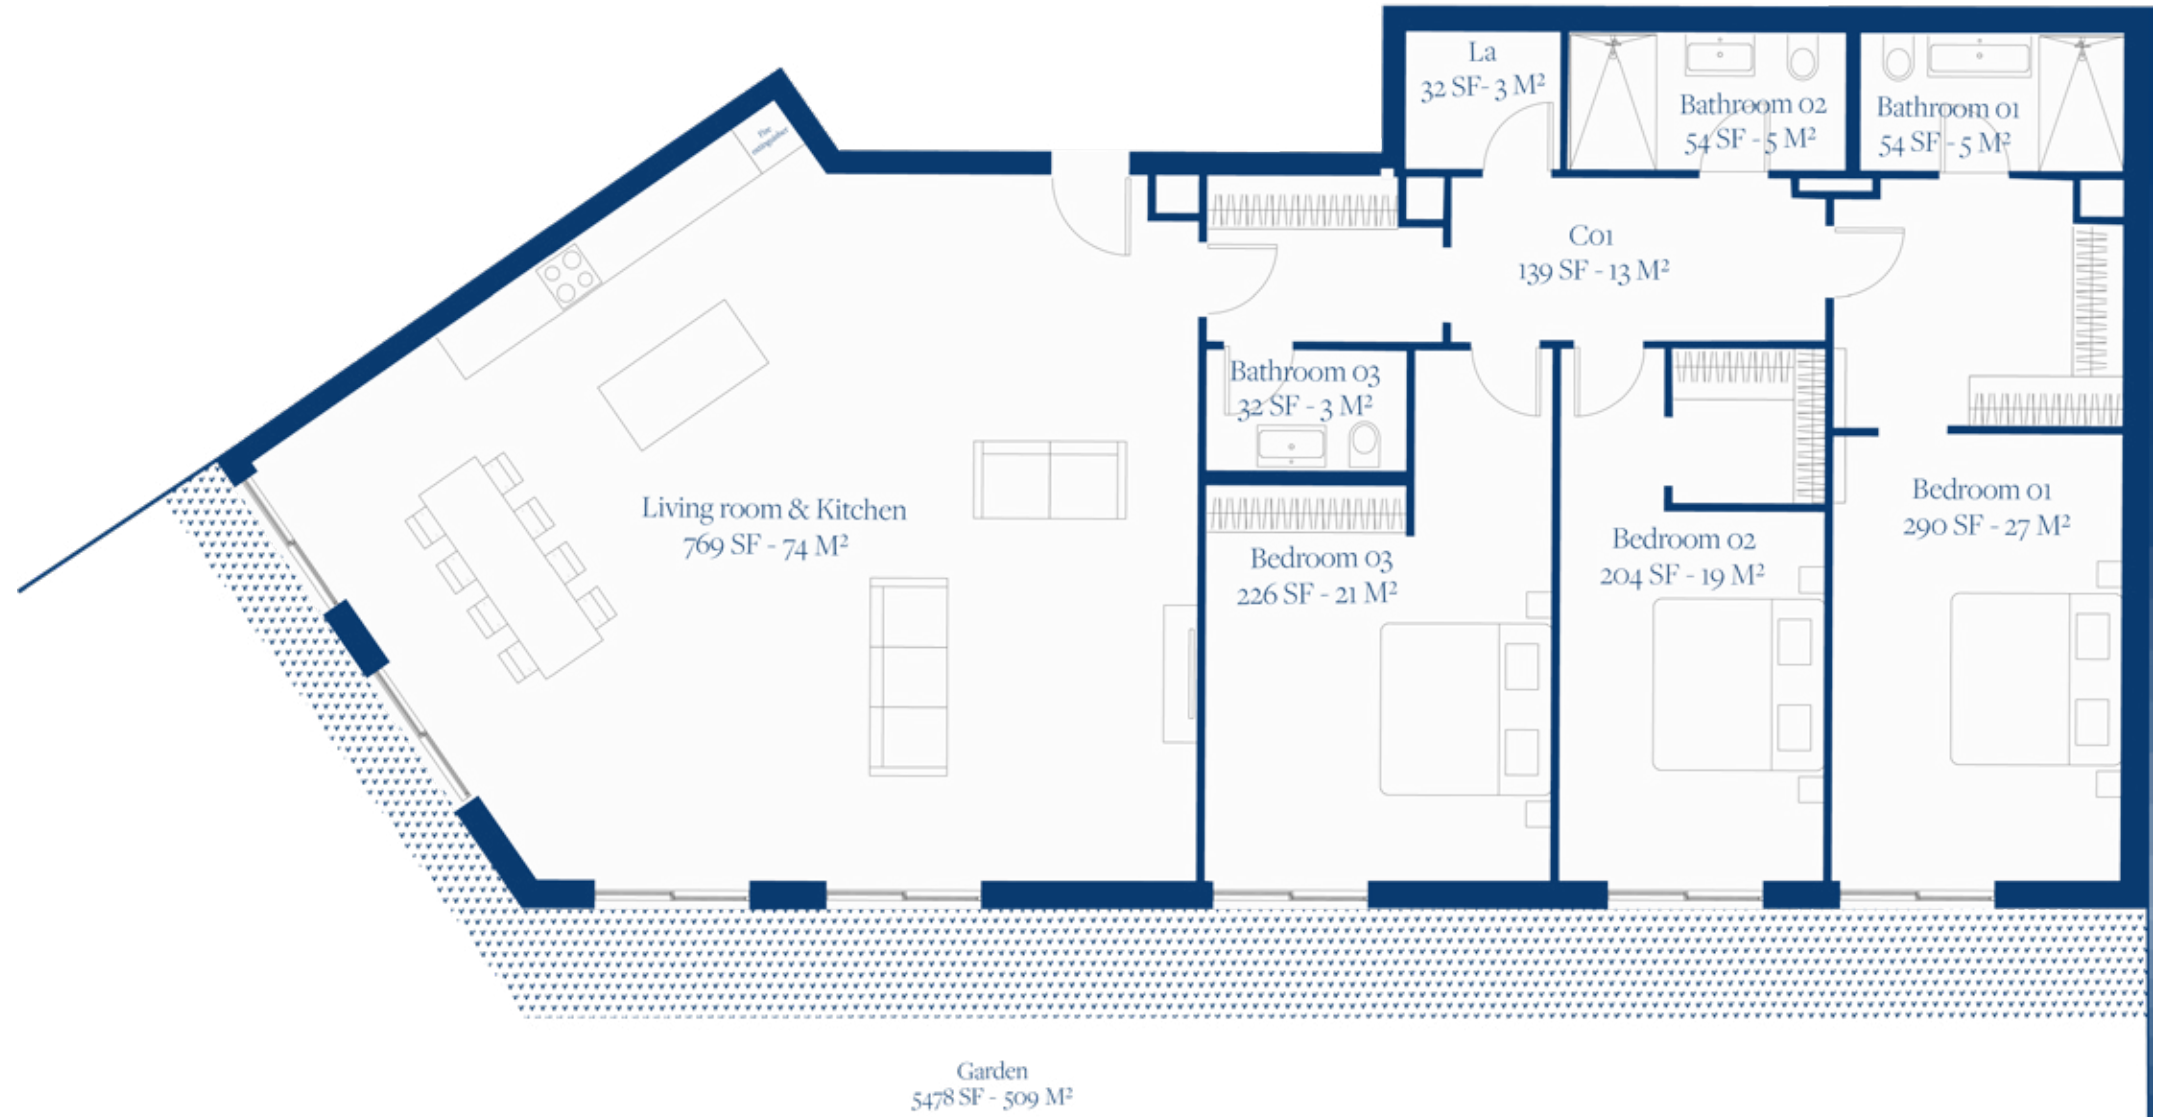 La
32 SF- 3 M²
Bathroom 02
54 SF - 5 M²
Bathroom 01
54 SF - 5 M²
Fire
extinguisher
C01
139 SF - 13 M²
Bathroom 03
32 SF - 3 M²
Living room & Kitchen
769 SF - 74 M²
Bedroom 03
226 SF - 21 M²
Bedroom 02
204 SF - 19 M²
Bedroom 01
290 SF - 27 M²
Garden
5478 SF - 509 M²